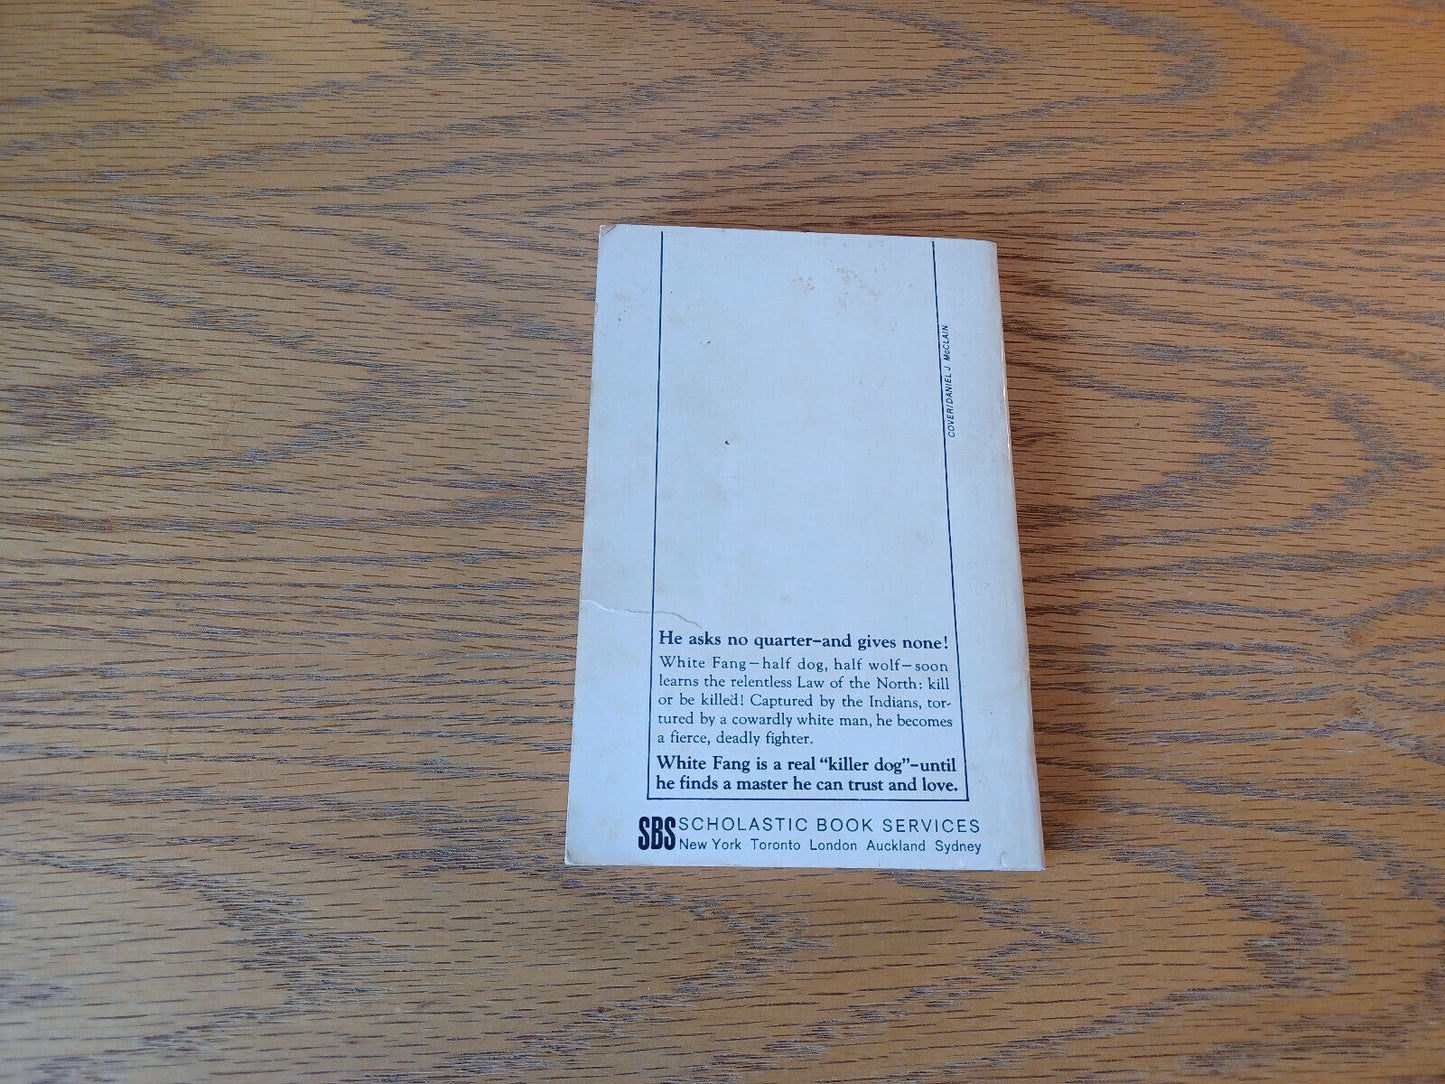 COVER/DANIEL J. McCLAIN
He asks no quarter—and gives none!
White Fang—half dog, half wolf—soon
learns the relentless Law of the North: kill
or be killed! Captured by the Indians, tor-
tured by a cowardly white man, he becomes
a fierce, deadly fighter.
White Fang is a real “killer dog”—until
he finds a master he can trust and love.
SBS SCHOLASTIC BOOK SERVICES
New York Toronto London Auckland Sydney